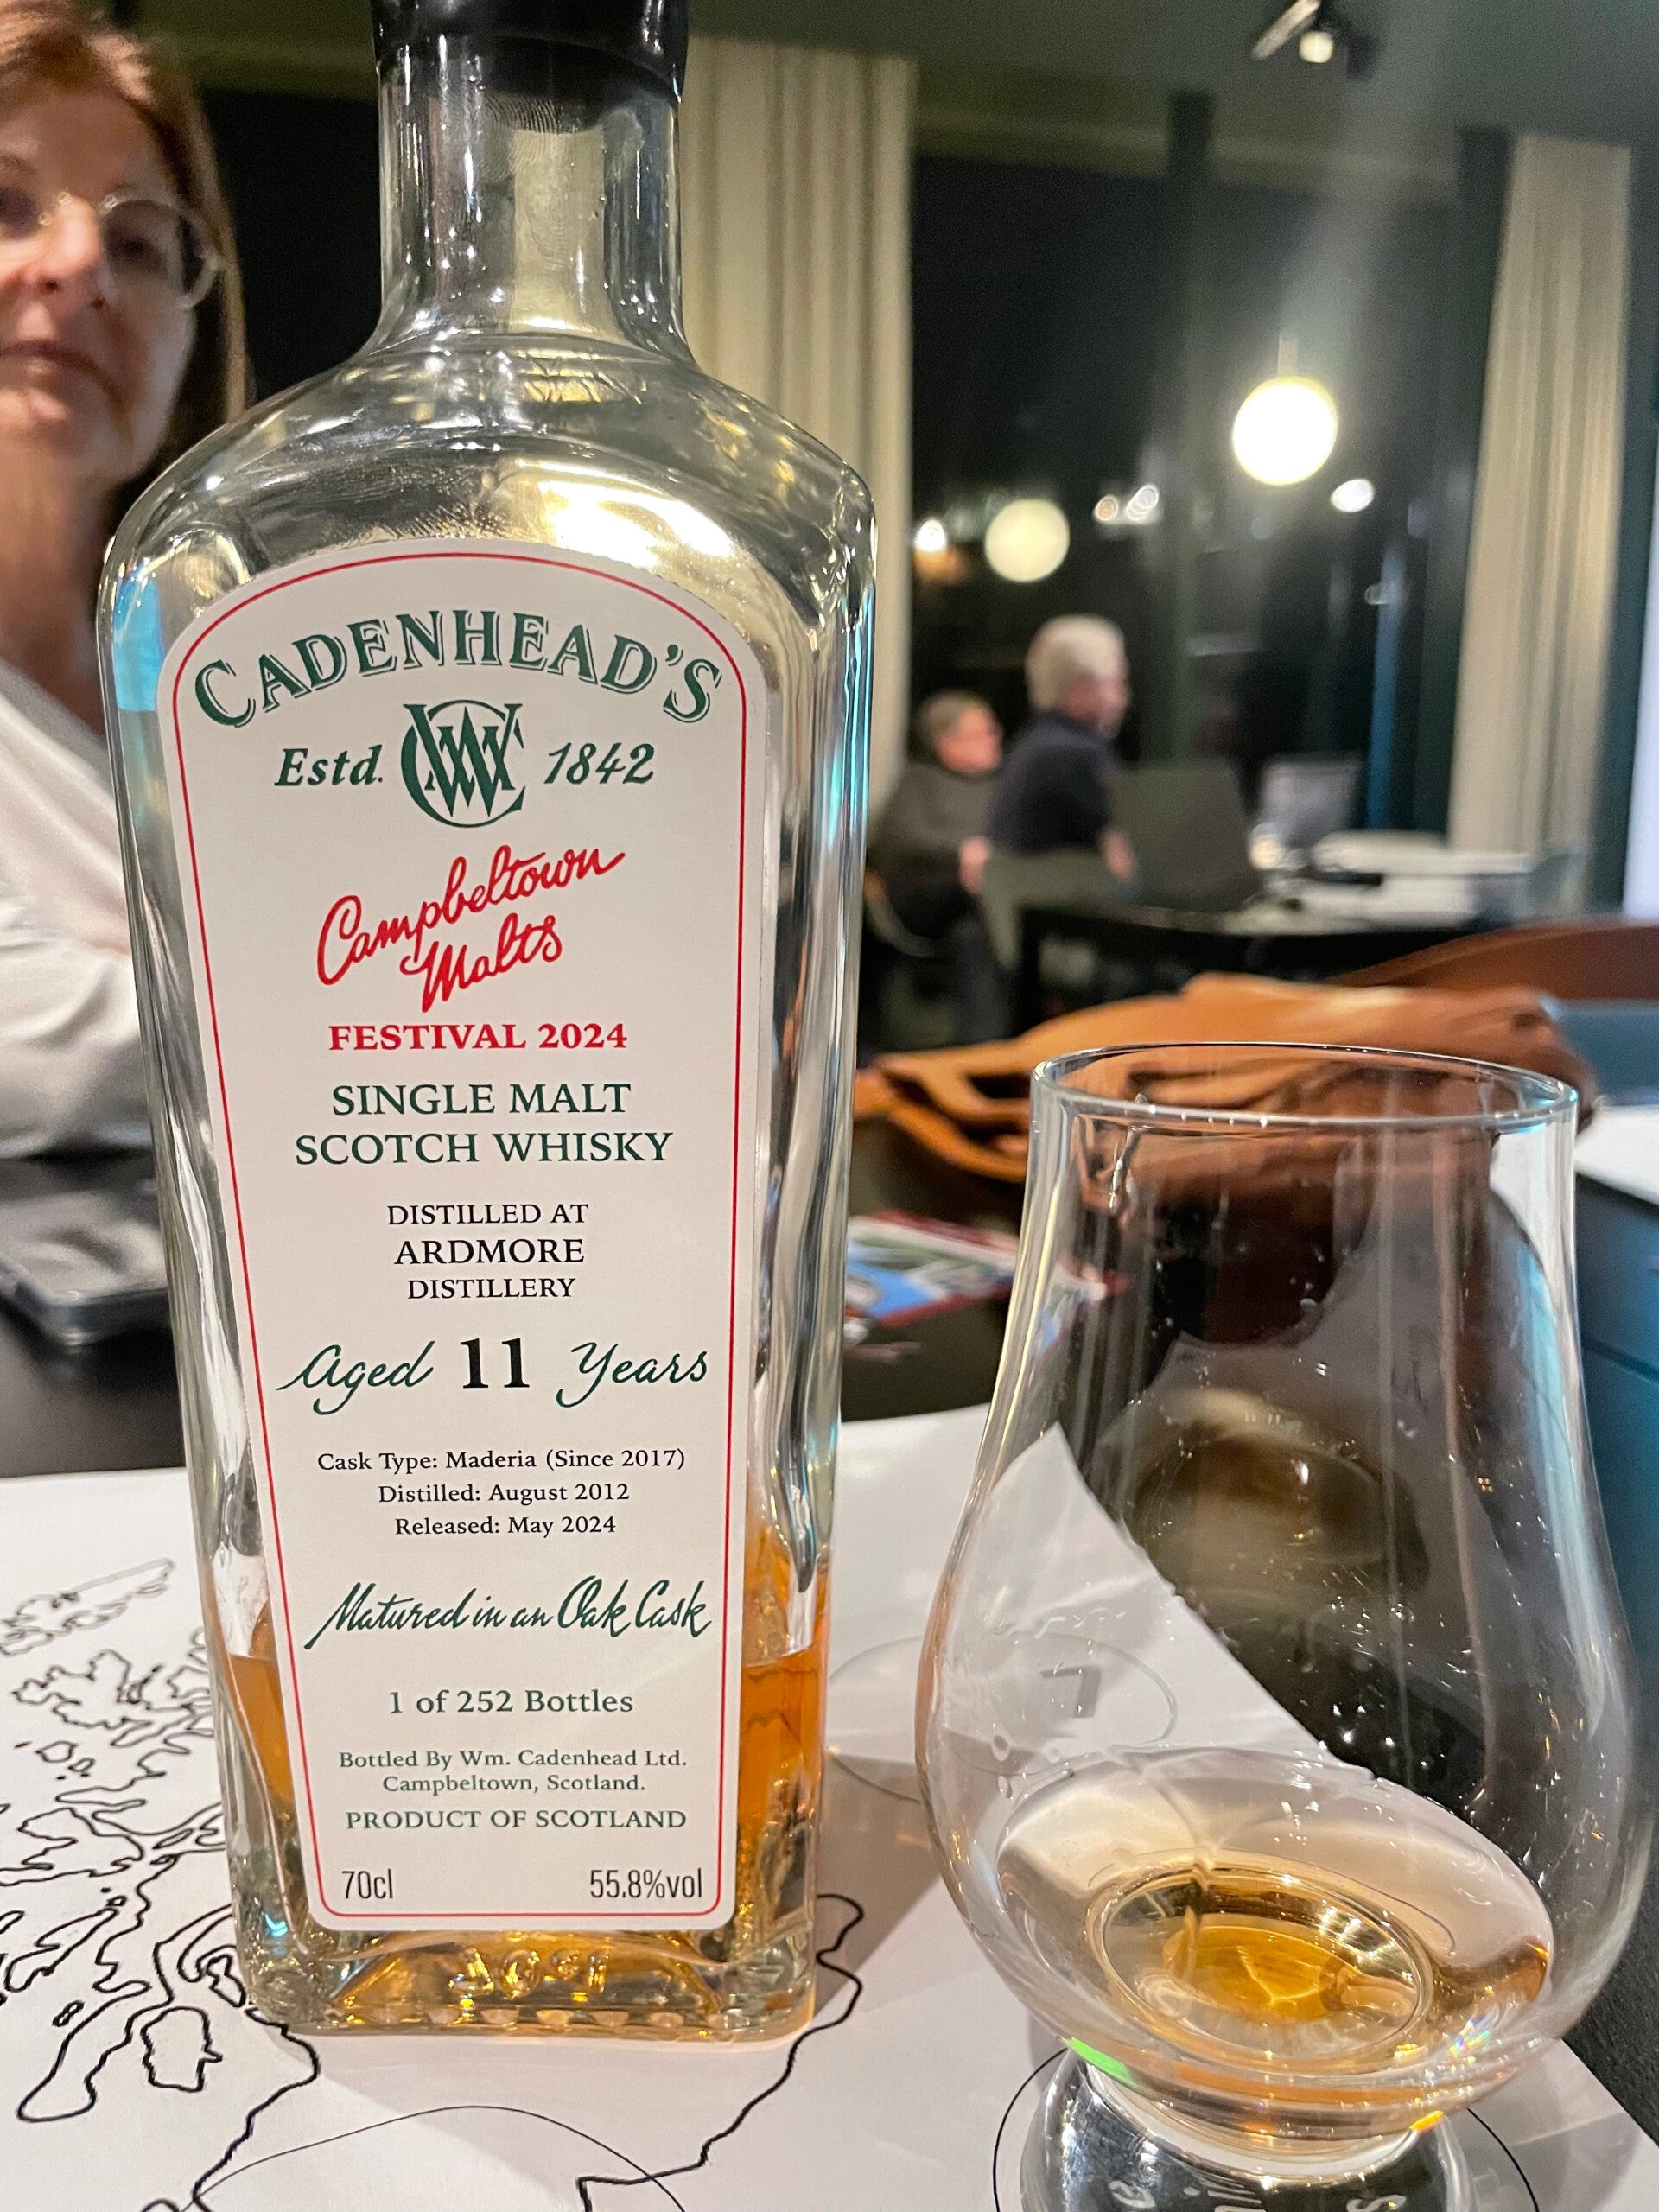 CADENHEAD'S
Estd. WC 1842
Campbeltown
Malts
FESTIVAL 2024
SINGLE MALT
SCOTCH WHISKY
DISTILLED AT
ARDMORE
DISTILLERY
Aged 11 Years
Cask Type: Maderia (Since 2017)
Distilled: August 2012
Released: May 2024
Matured in an Oak Cask
1 of 252 Bottles
Bottled By Wm. Cadenhead Ltd.
Campbeltown, Scotland.
PRODUCT OF SCOTLAND
70cl 55.8%vol
7